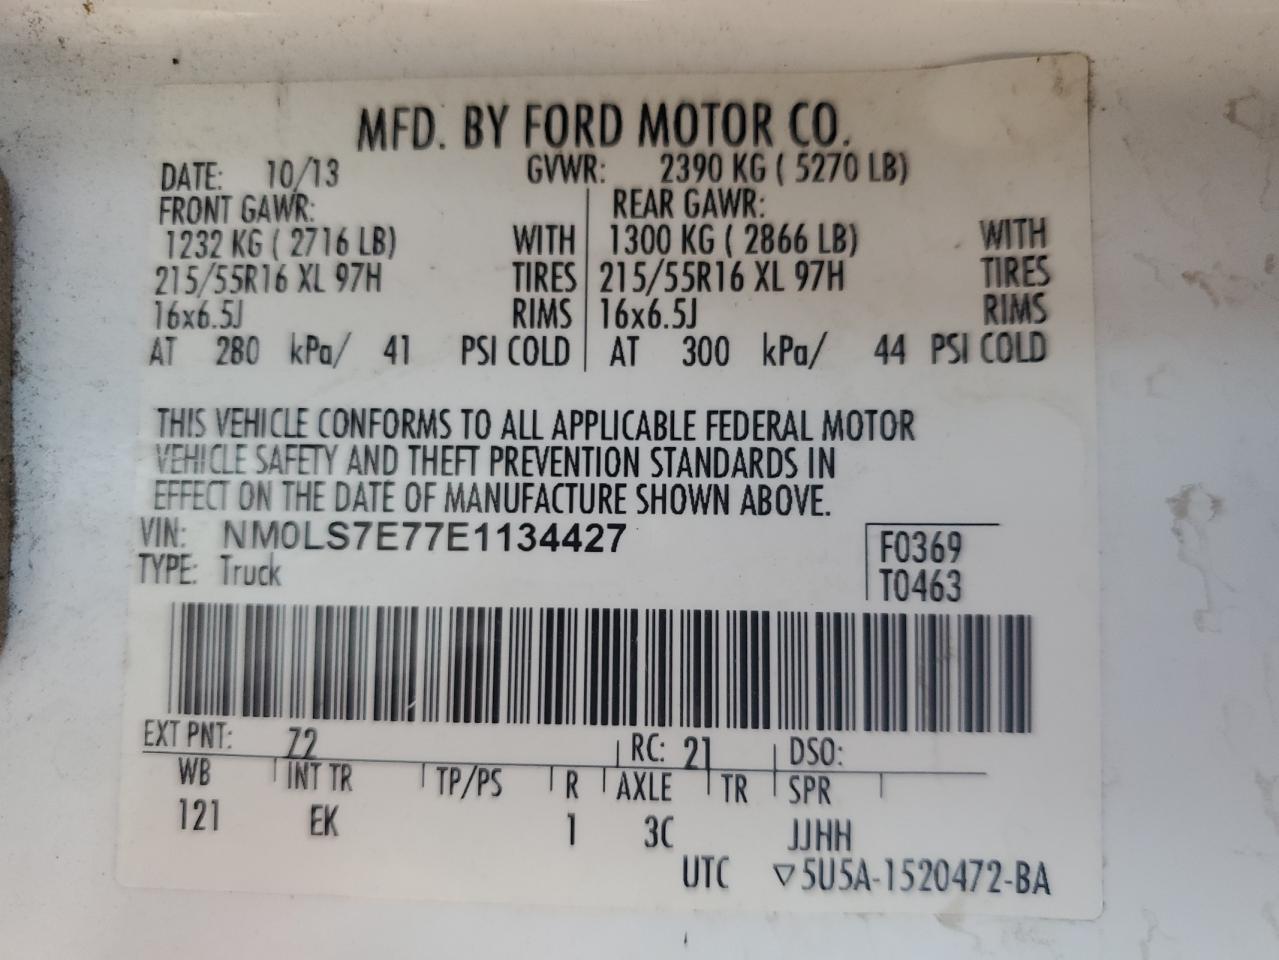 MFD. BY FORD MOTOR CO.
DATE: 10/13 GVWR: 2390 KG ( 5270 LB)
FRONT GAWR: REAR GAWR:
1232 KG ( 2716 LB) WITH 1300 KG ( 2866 LB) WITH
215/55R16 XL 97H TIRES 215/55R16 XL 97H TIRES
16x6.5J RIMS 16x6.5J RIMS
AT 280 kPa/ 41 PSI COLD AT 300 kPa/ 44 PSI COLD
THIS VEHICLE CONFORMS TO ALL APPLICABLE FEDERAL MOTOR
VEHICLE SAFETY AND THEFT PREVENTION STANDARDS IN
EFFECT ON THE DATE OF MANUFACTURE SHOWN ABOVE.
VIN: NM0LS7E77E1134427 F0369
TYPE: Truck T0463
EXT PNT: Z2 RC: 21 DSO:
WB INT TR TP/PS R AXLE TR SPR
121 EK 1 3C JJHH
UTC ▽5U5A-1520472-BA